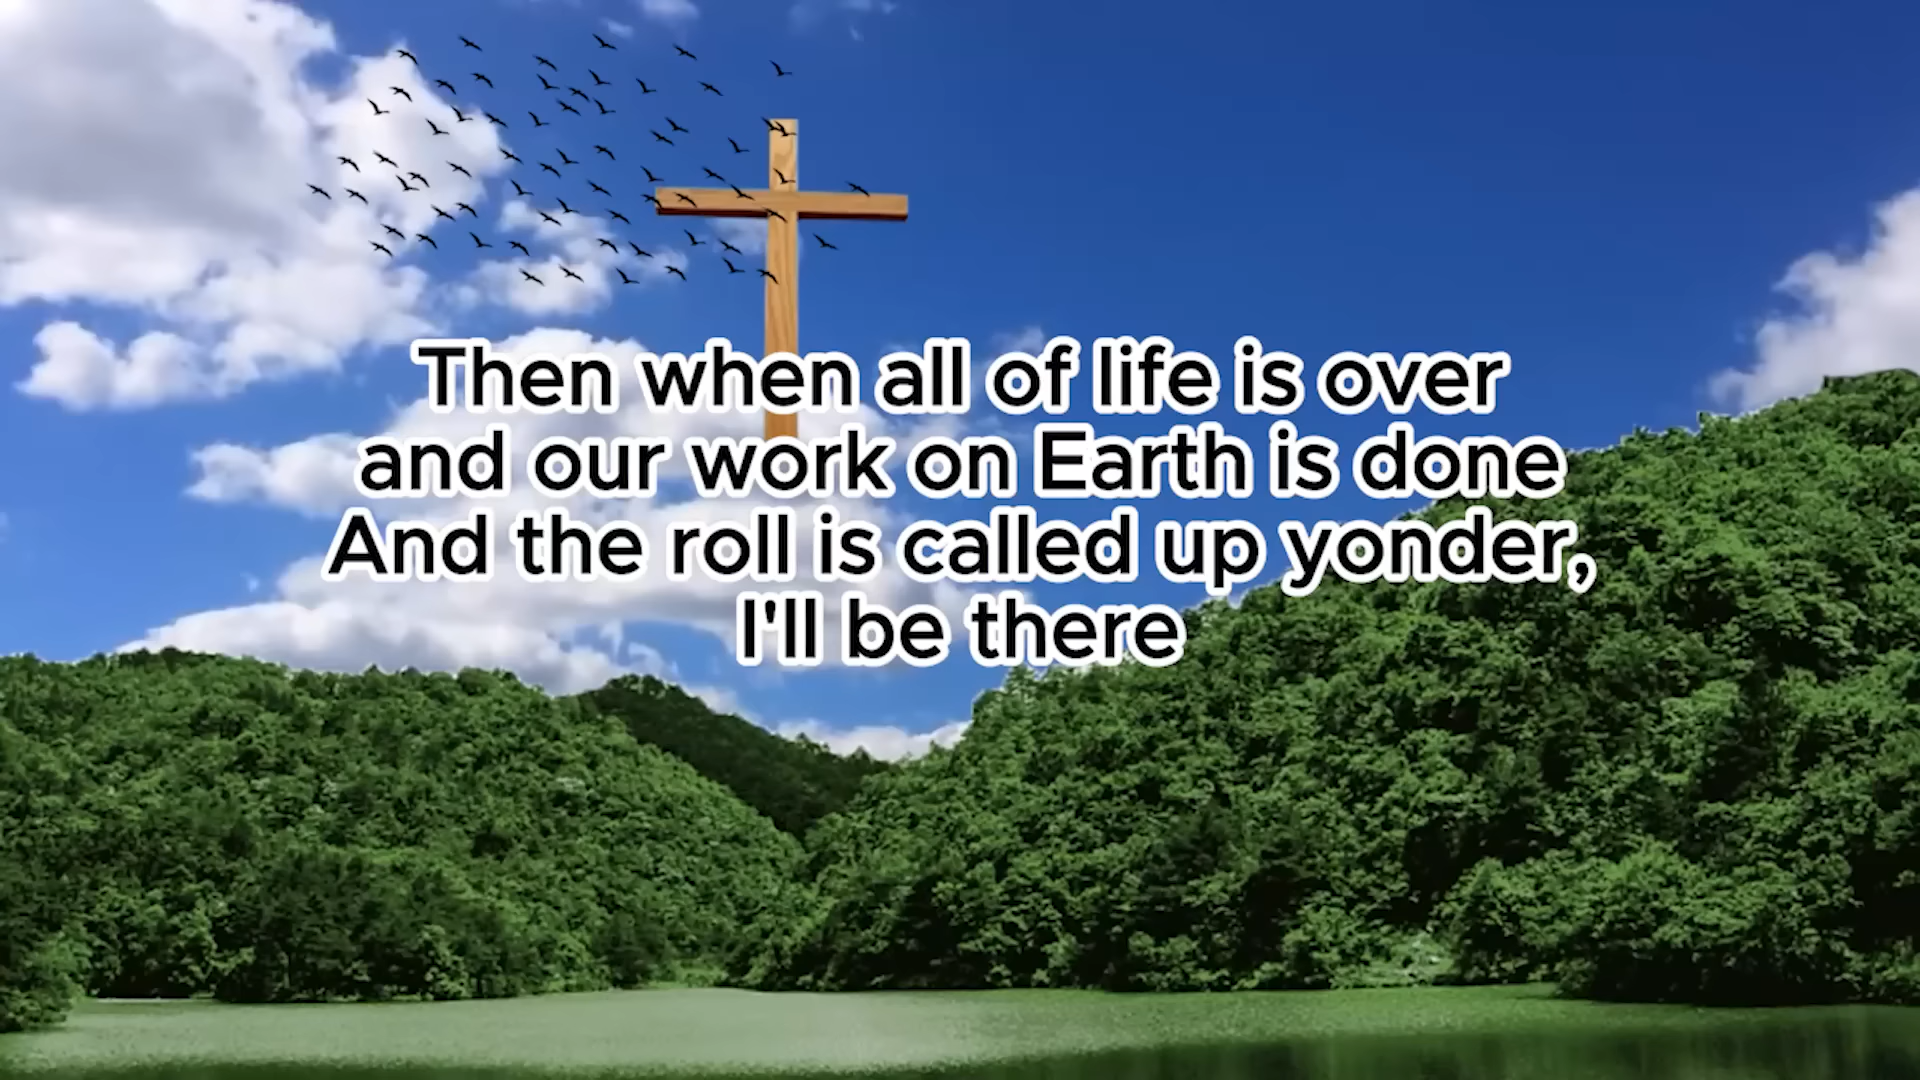 Then when all of life is over
and our work on Earth is done
And the roll is called up yonder,
I'll be there